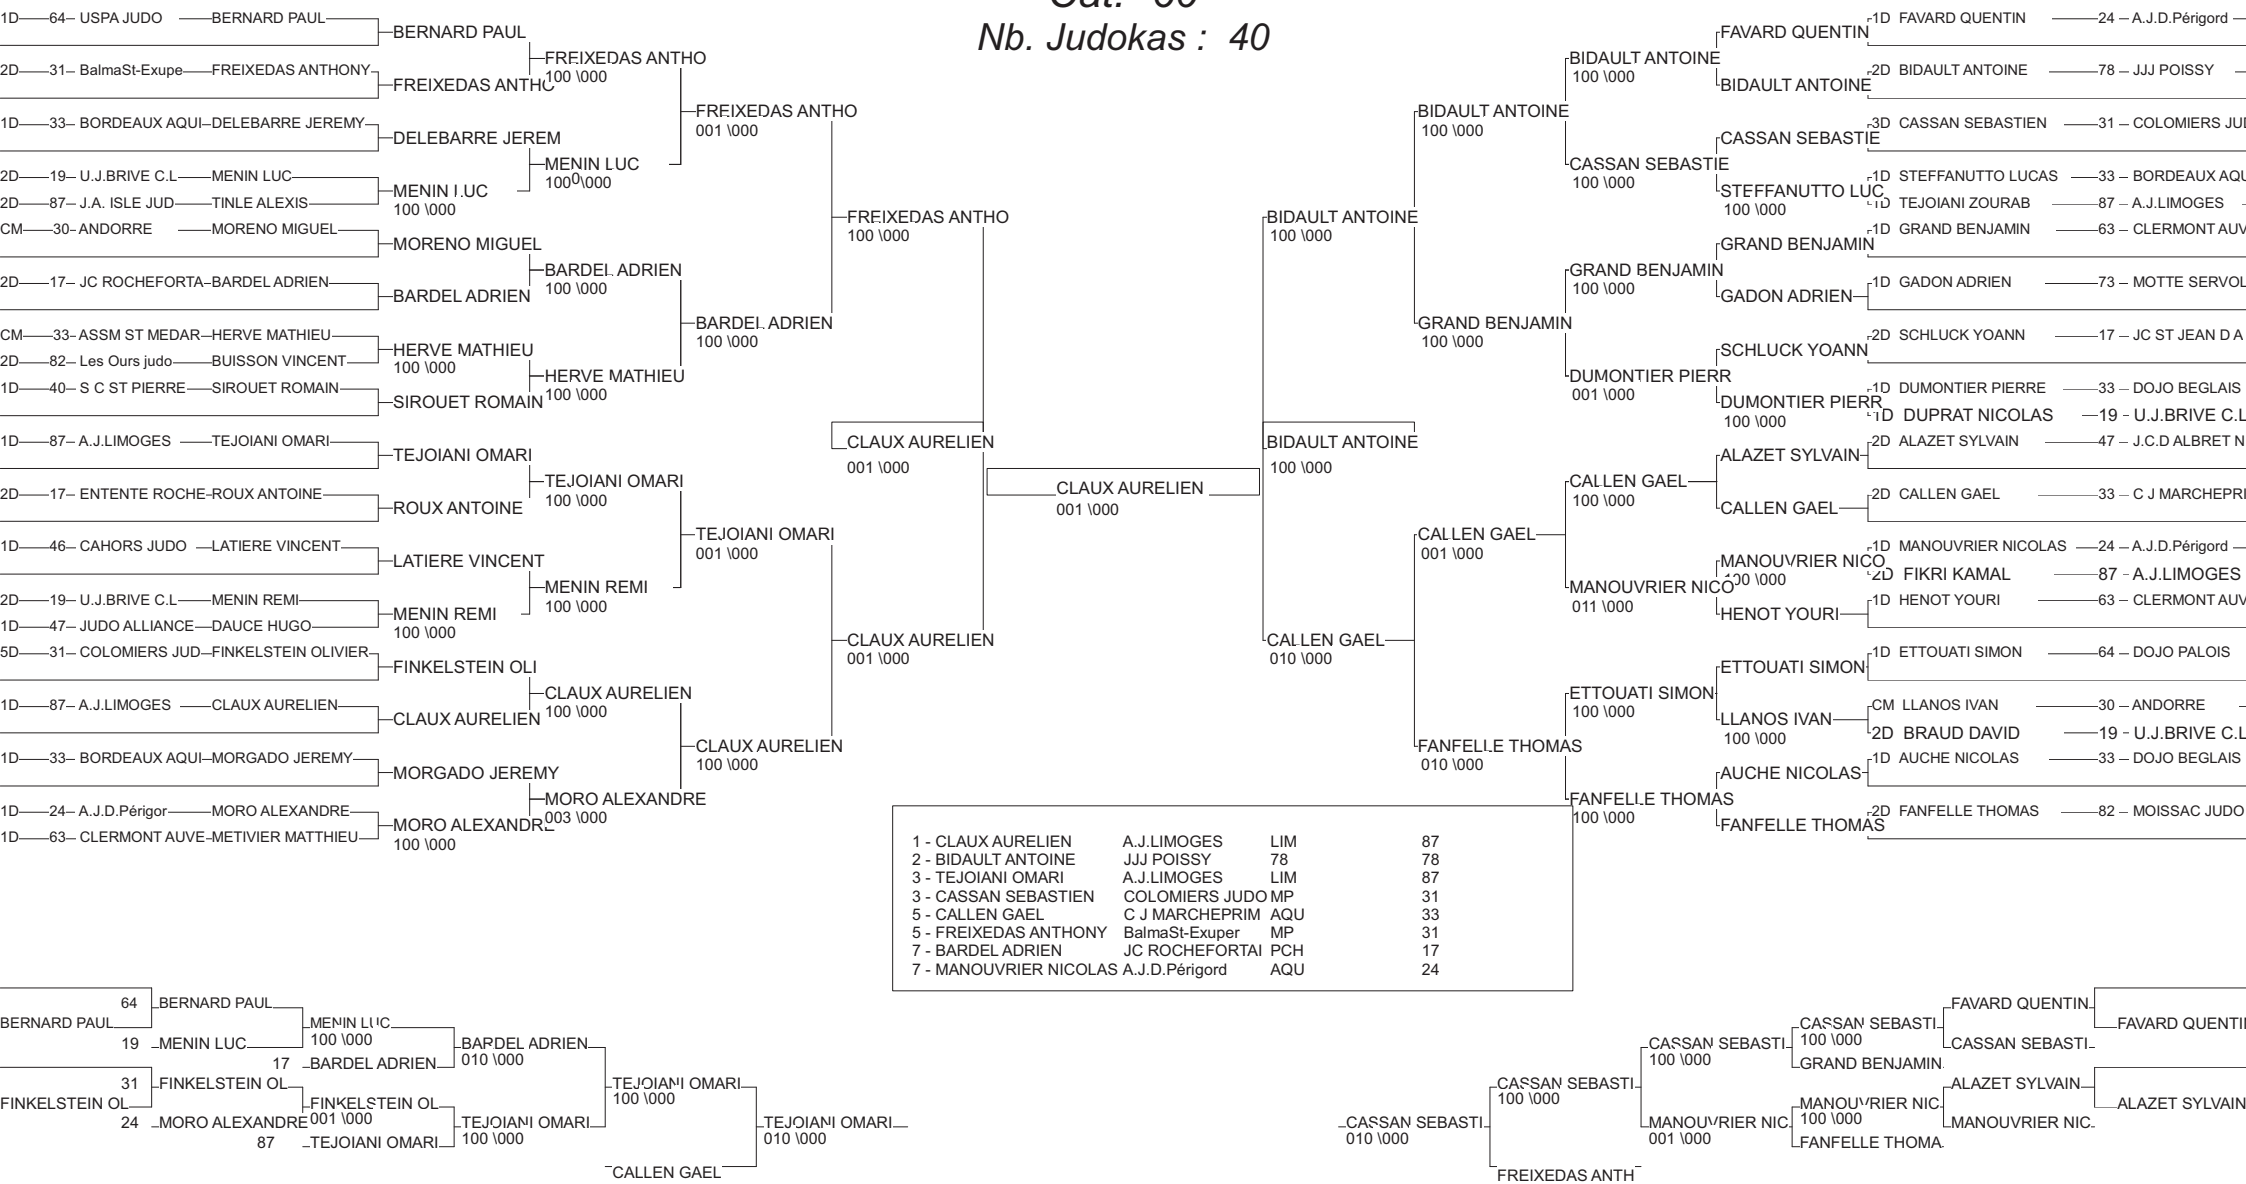 Nb. Judokas : 40
1D 64 USPA JUDO BERNARD PAUL
2D 31 BalmaSt-Exupe FREIXEDAS ANTHONY
1D 33 BORDEAUX AQUI DELEBARRE JEREMY
2D 19 U.J.BRIVE C.L MENIN LUC
2D 87 J.A. ISLE JUD TINLE ALEXIS
CM 30 ANDORRE MORENO MIGUEL
2D 17 JC ROCHEFORTA BARDEL ADRIEN
CM 33 ASSM ST MEDAR HERVE MATHIEU
2D 82 Les Ours judo BUISSON VINCENT
1D 40 S C ST PIERRE SIROUET ROMAIN
1D 87 A.J.LIMOGES TEJOIANI OMARI
2D 17 ENTENTE ROCHE ROUX ANTOINE
1D 46 CAHORS JUDO LATIERE VINCENT
2D 19 U.J.BRIVE C.L MENIN REMI
1D 47 JUDO ALLIANCE DAUCE HUGO
5D 31 COLOMIERS JUD FINKELSTEIN OLIVIER
1D 87 A.J.LIMOGES CLAUX AURELIEN
1D 33 BORDEAUX AQUI MORGADO JEREMY
1D 24 A.J.D.Périgor MORO ALEXANDRE
1D 63 CLERMONT AUVE METIVIER MATTHIEU
BERNARD PAUL
FREIXEDAS ANTHO
DELEBARRE JEREM
MENIN LUC
100 \000
MORENO MIGUEL
BARDEL ADRIEN
HERVE MATHIEU
100 \000
SIROUET ROMAIN
TEJOIANI OMARI
ROUX ANTOINE
LATIERE VINCENT
MENIN REMI
100 \000
FINKELSTEIN OLI
CLAUX AURELIEN
MORGADO JEREMY
MORO ALEXANDRE
100 \000
FREIXEDAS ANTHO
100 \000
MENIN LUC
100 \000
BARDEL ADRIEN
100 \000
HERVE MATHIEU
100 \000
TEJOIANI OMARI
100 \000
MENIN REMI
100 \000
CLAUX AURELIEN
100 \000
MORO ALEXANDRE
003 \000
FREIXEDAS ANTHO
001 \000
BARDEL ADRIEN
100 \000
TEJOIANI OMARI
001 \000
CLAUX AURELIEN
100 \000
FREIXEDAS ANTHO
100 \000
CLAUX AURELIEN
001 \000
CLAUX AURELIEN
001 \000
CLAUX AURELIEN
001 \000
BIDAULT ANTOINE
100 \000
BIDAULT ANTOINE
100 \000
CALLEN GAEL
010 \000
BIDAULT ANTOINE
100 \000
GRAND BENJAMIN
100 \000
CALLEN GAEL
001 \000
FANFELLE THOMAS
010 \000
BIDAULT ANTOINE
100 \000
CASSAN SEBASTIE
100 \000
GRAND BENJAMIN
100 \000
DUMONTIER PIERR
001 \000
CALLEN GAEL
100 \000
MANOUVRIER NICO
011 \000
ETTOUATI SIMON
100 \000
FANFELLE THOMAS
100 \000
FAVARD QUENTIN
BIDAULT ANTOINE
CASSAN SEBASTIE
STEFFANUTTO LUC
100 \000
GRAND BENJAMIN
GADON ADRIEN
SCHLUCK YOANN
DUMONTIER PIERR
100 \000
ALAZET SYLVAIN
CALLEN GAEL
MANOUVRIER NICO
100 \000
HENOT YOURI
ETTOUATI SIMON
LLANOS IVAN
100 \000
AUCHE NICOLAS
FANFELLE THOMAS
1D FAVARD QUENTIN 24 – A.J.D.Périgord
2D BIDAULT ANTOINE 78 – JJJ POISSY
3D CASSAN SEBASTIEN 31 – COLOMIERS JUD
1D STEFFANUTTO LUCAS 33 – BORDEAUX AQU
1D TEJOIANI ZOURAB 87 – A.J.LIMOGES
1D GRAND BENJAMIN 63 – CLERMONT AUV
1D GADON ADRIEN 73 – MOTTE SERVOL
2D SCHLUCK YOANN 17 – JC ST JEAN D A
1D DUMONTIER PIERRE 33 – DOJO BEGLAIS
1D DUPRAT NICOLAS 19 – U.J.BRIVE C.L
2D ALAZET SYLVAIN 47 – J.C.D ALBRET N
2D CALLEN GAEL 33 – C J MARCHEPRI
1D MANOUVRIER NICOLAS 24 – A.J.D.Périgord
2D FIKRI KAMAL 87 – A.J.LIMOGES
1D HENOT YOURI 63 – CLERMONT AUV
1D ETTOUATI SIMON 64 – DOJO PALOIS
CM LLANOS IVAN 30 – ANDORRE
2D BRAUD DAVID 19 - U.J.BRIVE C.L
1D AUCHE NICOLAS 33 – DOJO BEGLAIS
2D FANFELLE THOMAS 82 – MOISSAC JUDO
1 - CLAUX AURELIEN A.J.LIMOGES LIM 87
2 - BIDAULT ANTOINE JJJ POISSY 78 78
3 - TEJOIANI OMARI A.J.LIMOGES LIM 87
3 - CASSAN SEBASTIEN COLOMIERS JUDO MP 31
5 - CALLEN GAEL C J MARCHEPRIM AQU 33
5 - FREIXEDAS ANTHONY BalmaSt-Exuper MP 31
7 - BARDEL ADRIEN JC ROCHEFORTAI PCH 17
7 - MANOUVRIER NICOLAS A.J.D.Périgord AQU 24
BERNARD PAUL
FINKELSTEIN OL
64 BERNARD PAUL
19 MENIN LUC
31 FINKELSTEIN OL
24 MORO ALEXANDRE
MENIN LUC
100 \000
17 BARDEL ADRIEN
FINKELSTEIN OL
001 \000
87 TEJOIANI OMARI
BARDEL ADRIEN
010 \000
TEJOIANI OMARI
100 \000
TEJOIANI OMARI
100 \000
CALLEN GAEL
TEJOIANI OMARI
010 \000
CASSAN SEBASTI
010 \000
CASSAN SEBASTI
100 \000
FREIXEDAS ANTH
CASSAN SEBASTI
100 \000
MANOUVRIER NIC
001 \000
CASSAN SEBASTI
100 \000
GRAND BENJAMIN
MANOUVRIER NIC
100 \000
FANFELLE THOMA
FAVARD QUENTIN
CASSAN SEBASTI
ALAZET SYLVAIN
MANOUVRIER NIC
FAVARD QUENTIN
ALAZET SYLVAIN